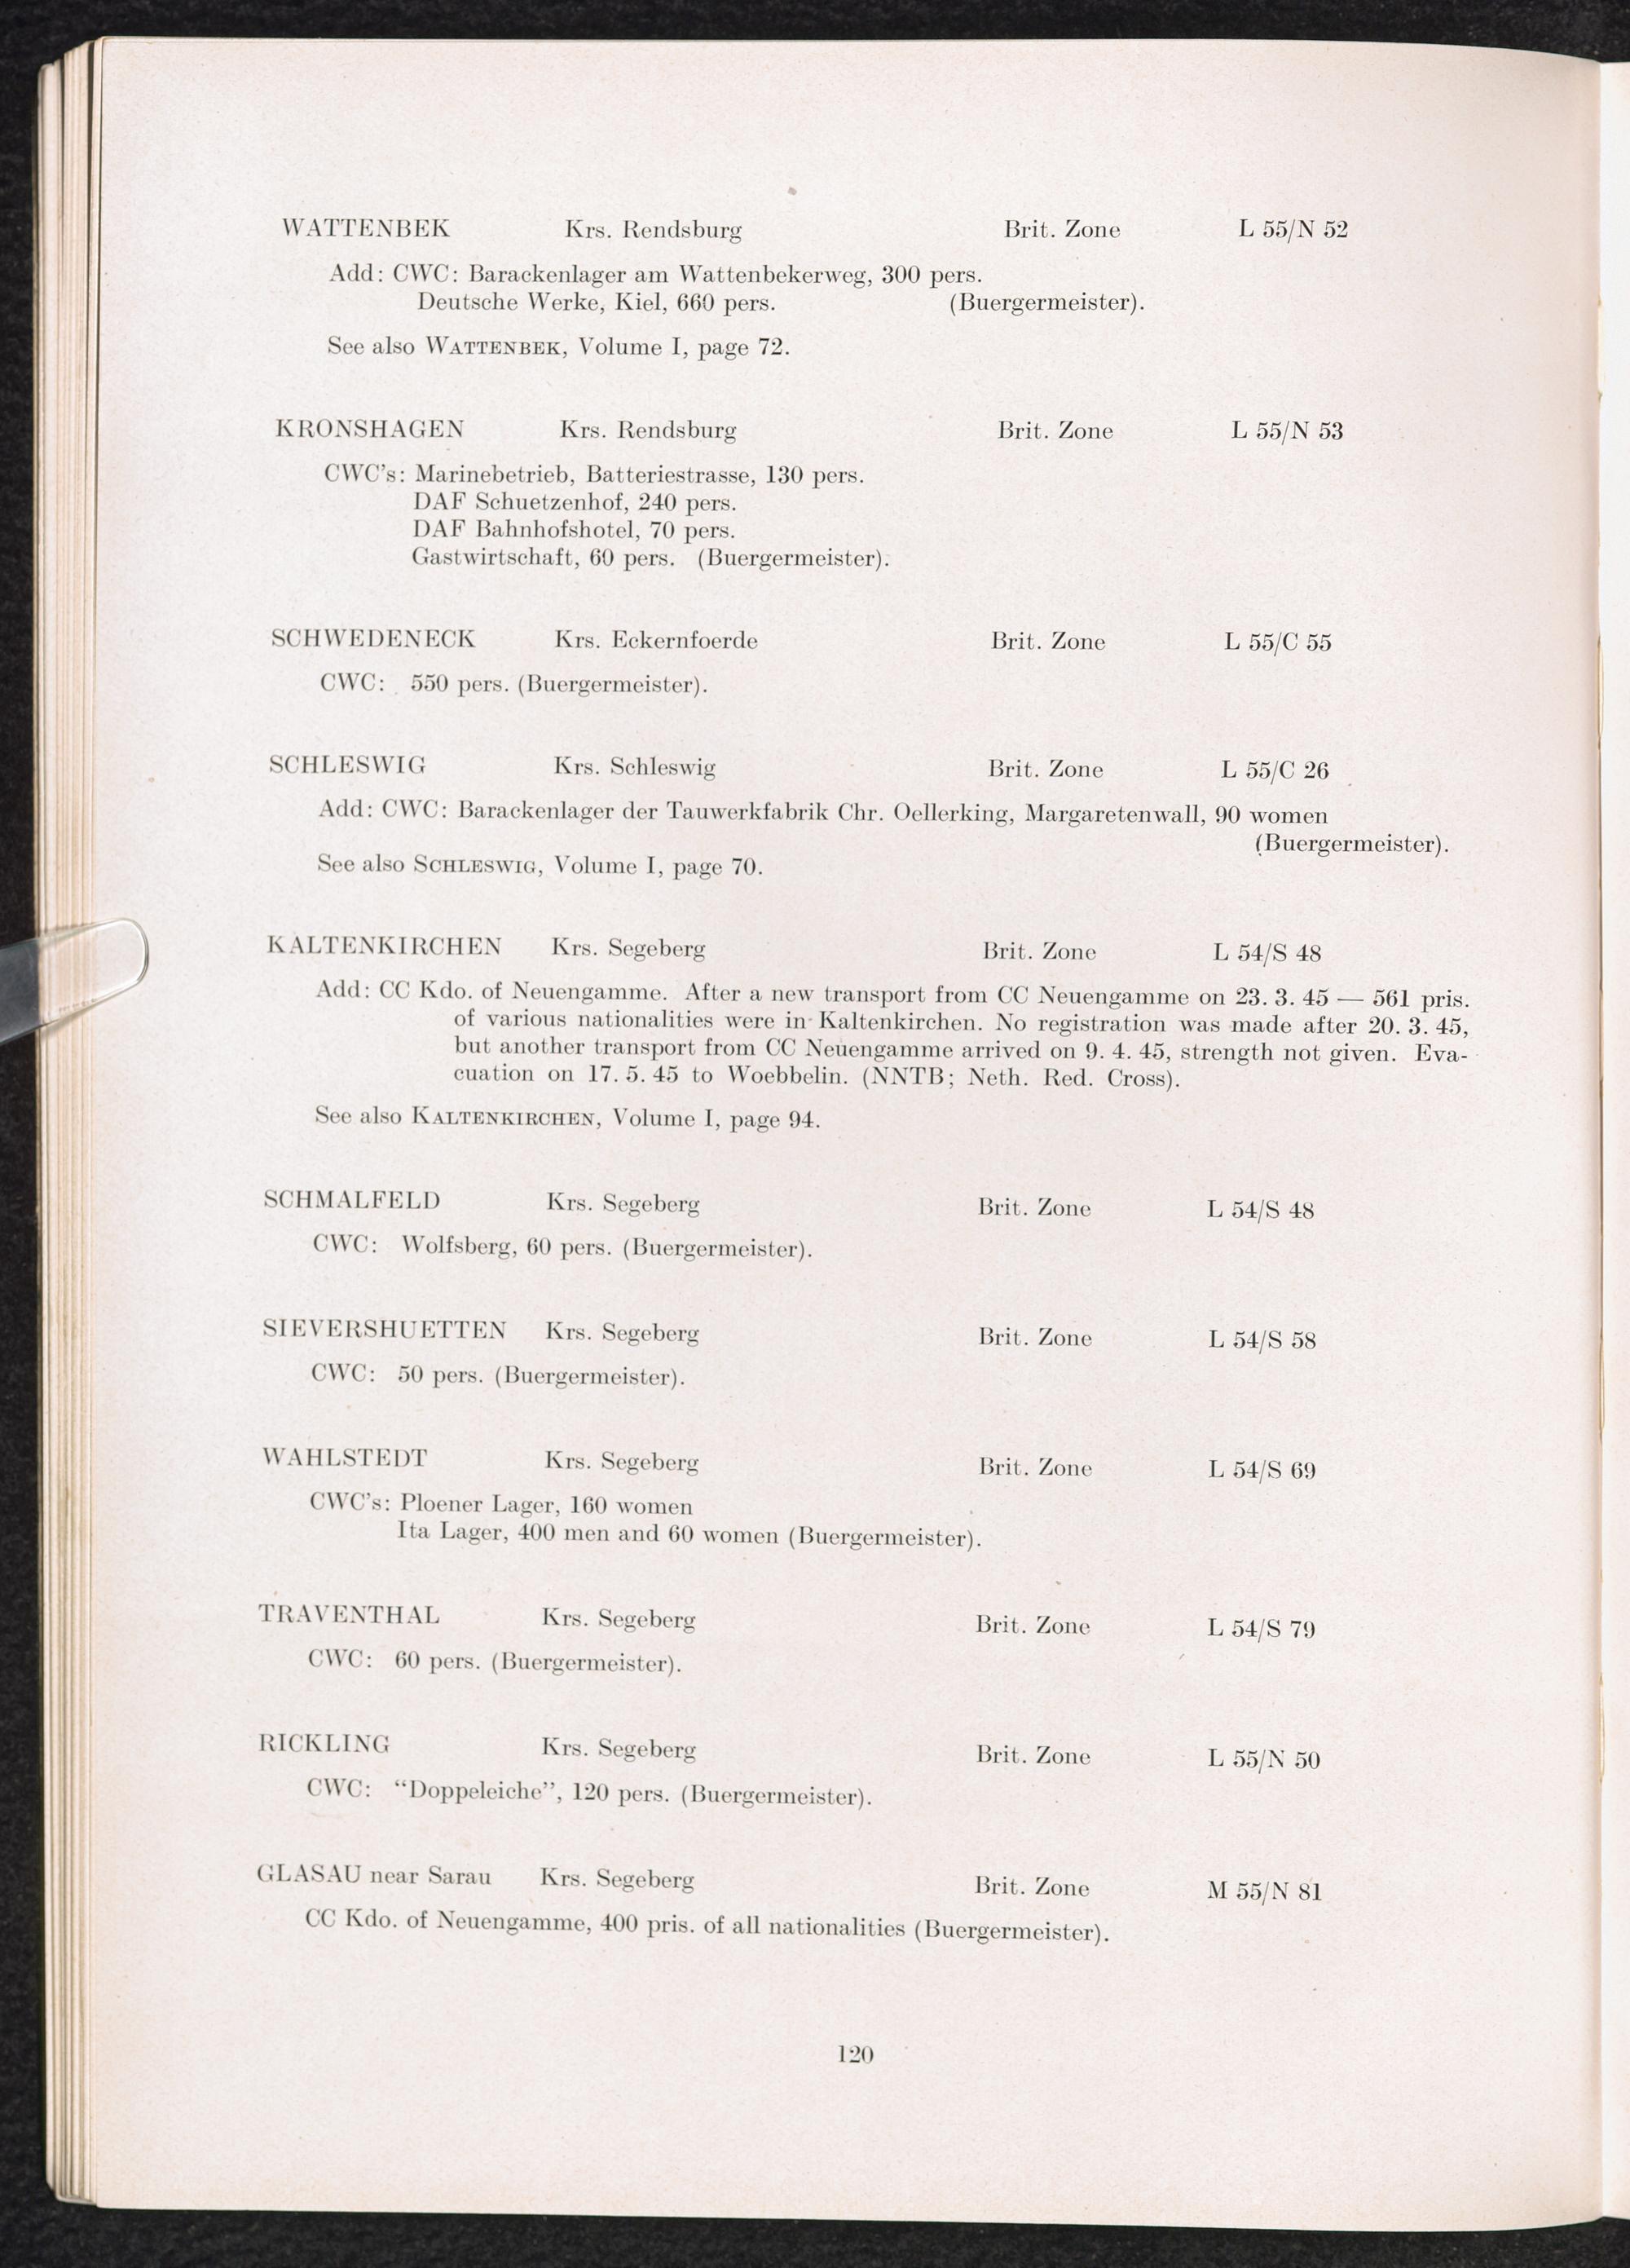 WATTENBEK Krs. Rendsburg Brit. Zone L 55/N 52
Add: CWC: Barackenlager am Wattenbekerweg, 300 pers.
Deutsche Werke, Kiel, 660 pers. (Buergermeister).
See also WATTENBEK, Volume I, page 72.
KRONSHAGEN Krs. Rendsburg Brit. Zone L 55/N 53
CWC's: Marinebetrieb, Batteriestrasse, 130 pers.
DAF Schuetzenhof, 240 pers.
DAF Bahnhofshotel, 70 pers.
Gastwirtschaft, 60 pers. (Buergermeister).
SCHWEDENECK Krs. Eckernfoerde Brit. Zone L 55/C 55
CWC: 550 pers. (Buergermeister).
SCHLESWIG Krs. Schleswig Brit. Zone L 55/C 26
Add: CWC: Barackenlager der Tauwerkfabrik Chr. Oellerking, Margaretenwall, 90 women
(Buergermeister).
See also SCHLESWIG, Volume I, page 70.
KALTENKIRCHEN Krs. Segeberg Brit. Zone L 54/S 48
Add: CC Kdo. of Neuengamme. After a new transport from CC Neuengamme on 23. 3. 45 — 561 pris.
of various nationalities were in Kaltenkirchen. No registration was made after 20. 3. 45,
but another transport from CC Neuengamme arrived on 9. 4. 45, strength not given. Eva-
cuation on 17. 5. 45 to Woebbelin. (NNTB; Neth. Red. Cross).
See also KALTENKIRCHEN, Volume I, page 94.
SCHMALFELD Krs. Segeberg Brit. Zone L 54/S 48
CWC: Wolfsberg, 60 pers. (Buergermeister).
SIEVERSHUETTEN Krs. Segeberg Brit. Zone L 54/S 58
CWC: 50 pers. (Buergermeister).
WAHLSTEDT Krs. Segeberg Brit. Zone L 54/S 69
CWC's: Ploener Lager, 160 women
Ita Lager, 400 men and 60 women (Buergermeister).
TRAVENTHAL Krs. Segeberg Brit. Zone L 54/S 79
CWC: 60 pers. (Buergermeister).
RICKLING Krs. Segeberg Brit. Zone L 55/N 50
CWC: “Doppeleiche”, 120 pers. (Buergermeister).
GLASAU near Sarau Krs. Segeberg Brit. Zone M 55/N 81
CC Kdo. of Neuengamme, 400 pris. of all nationalities (Buergermeister).
120